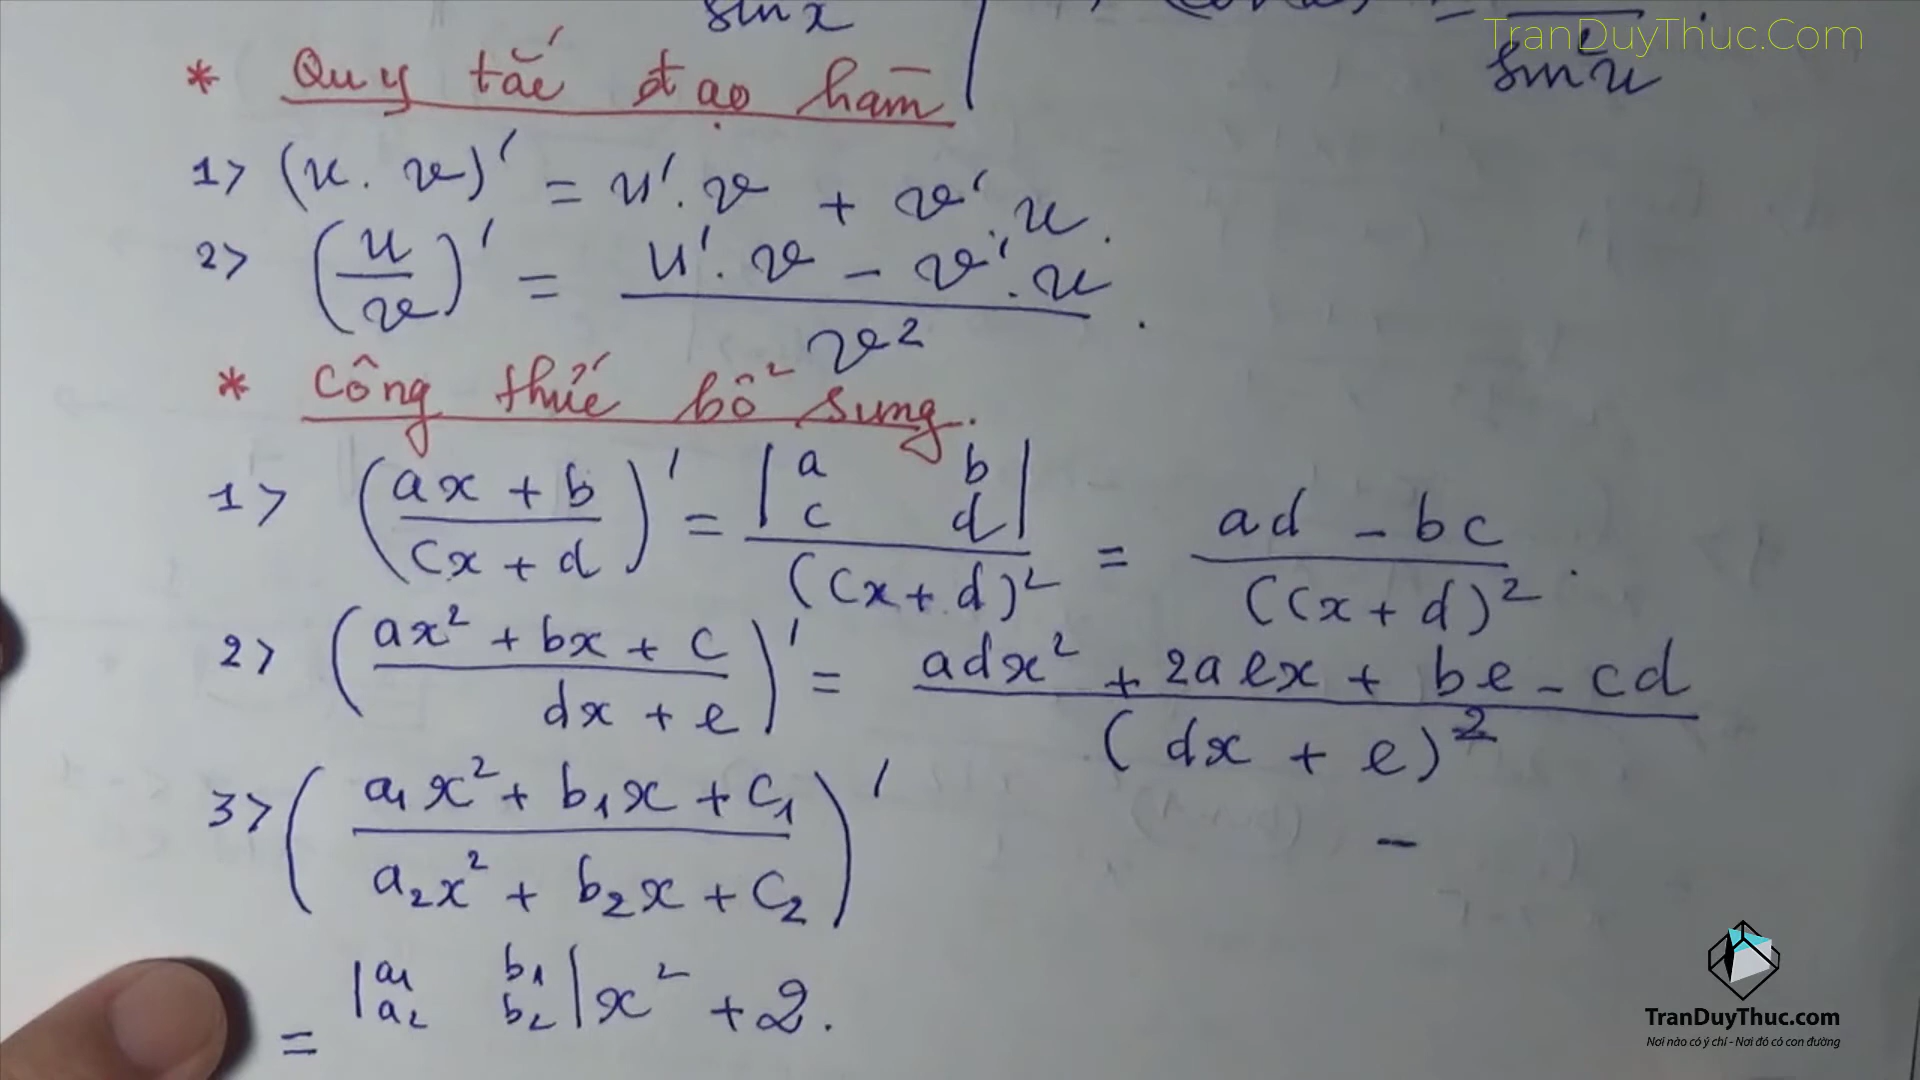 sin x
sin²u
TranDuyThuc.Com
* Quy tắc đạo hàm
1> (u . v)' = u' . v + v' . u .
2> (u/v)' = (u' . v - v' . u)/v² .
* Công thức bổ sung.
1> ((ax + b)/(cx + d))' = |a b; c d|/(cx + d)² = (ad - bc)/(cx + d)² .
2> ((ax² + bx + c)/(dx + e))' = (adx² + 2aex + be - cd)/(dx + e)²
3> ((a₁x² + b₁x + c₁)/(a₂x² + b₂x + c₂))' -
= |a₁ b₁; a₂ b₂| x² + 2.
TranDuyThuc.com
Nơi nào có ý chí - Nơi đó có con đường